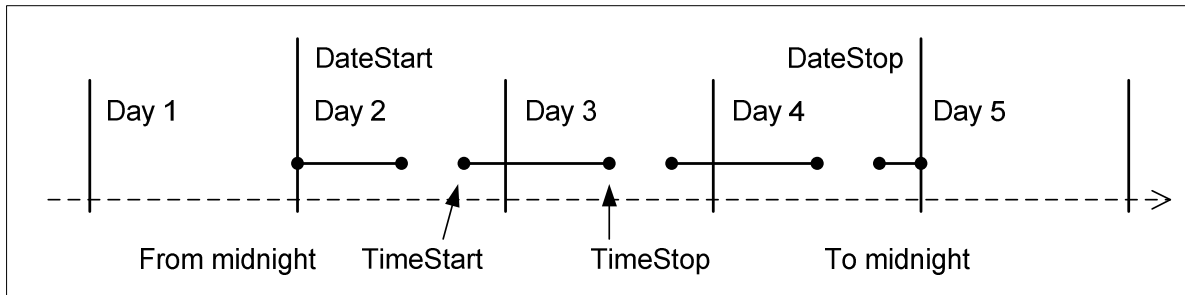 DateStart DateStop
Day 1 Day 2 Day 3 Day 4 Day 5
From midnight TimeStart TimeStop To midnight